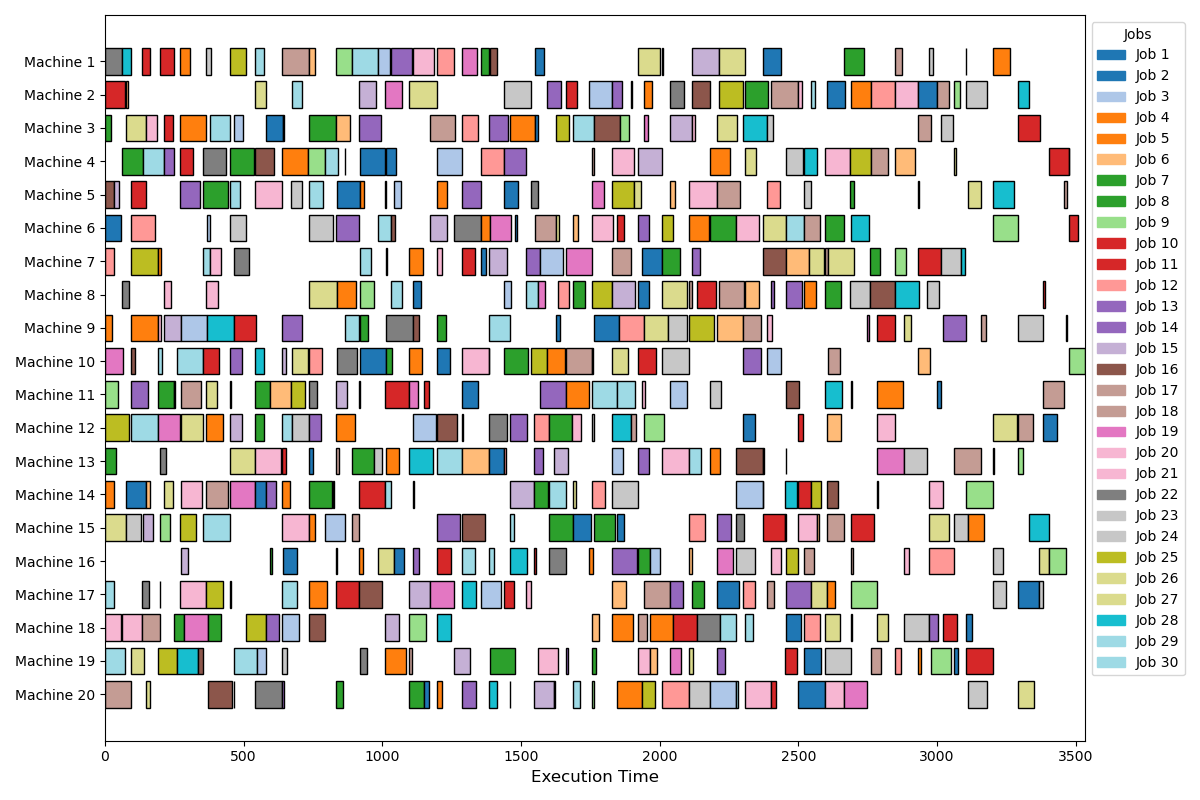 Machine 1
Machine 2
Machine 3
Machine 4
Machine 5
Machine 6
Machine 7
Machine 8
Machine 9
Machine 10
Machine 11
Machine 12
Machine 13
Machine 14
Machine 15
Machine 16
Machine 17
Machine 18
Machine 19
Machine 20
0 500 1000 1500 2000 2500 3000 3500
Execution Time
Jobs
Job 1
Job 2
Job 3
Job 4
Job 5
Job 6
Job 7
Job 8
Job 9
Job 10
Job 11
Job 12
Job 13
Job 14
Job 15
Job 16
Job 17
Job 18
Job 19
Job 20
Job 21
Job 22
Job 23
Job 24
Job 25
Job 26
Job 27
Job 28
Job 29
Job 30